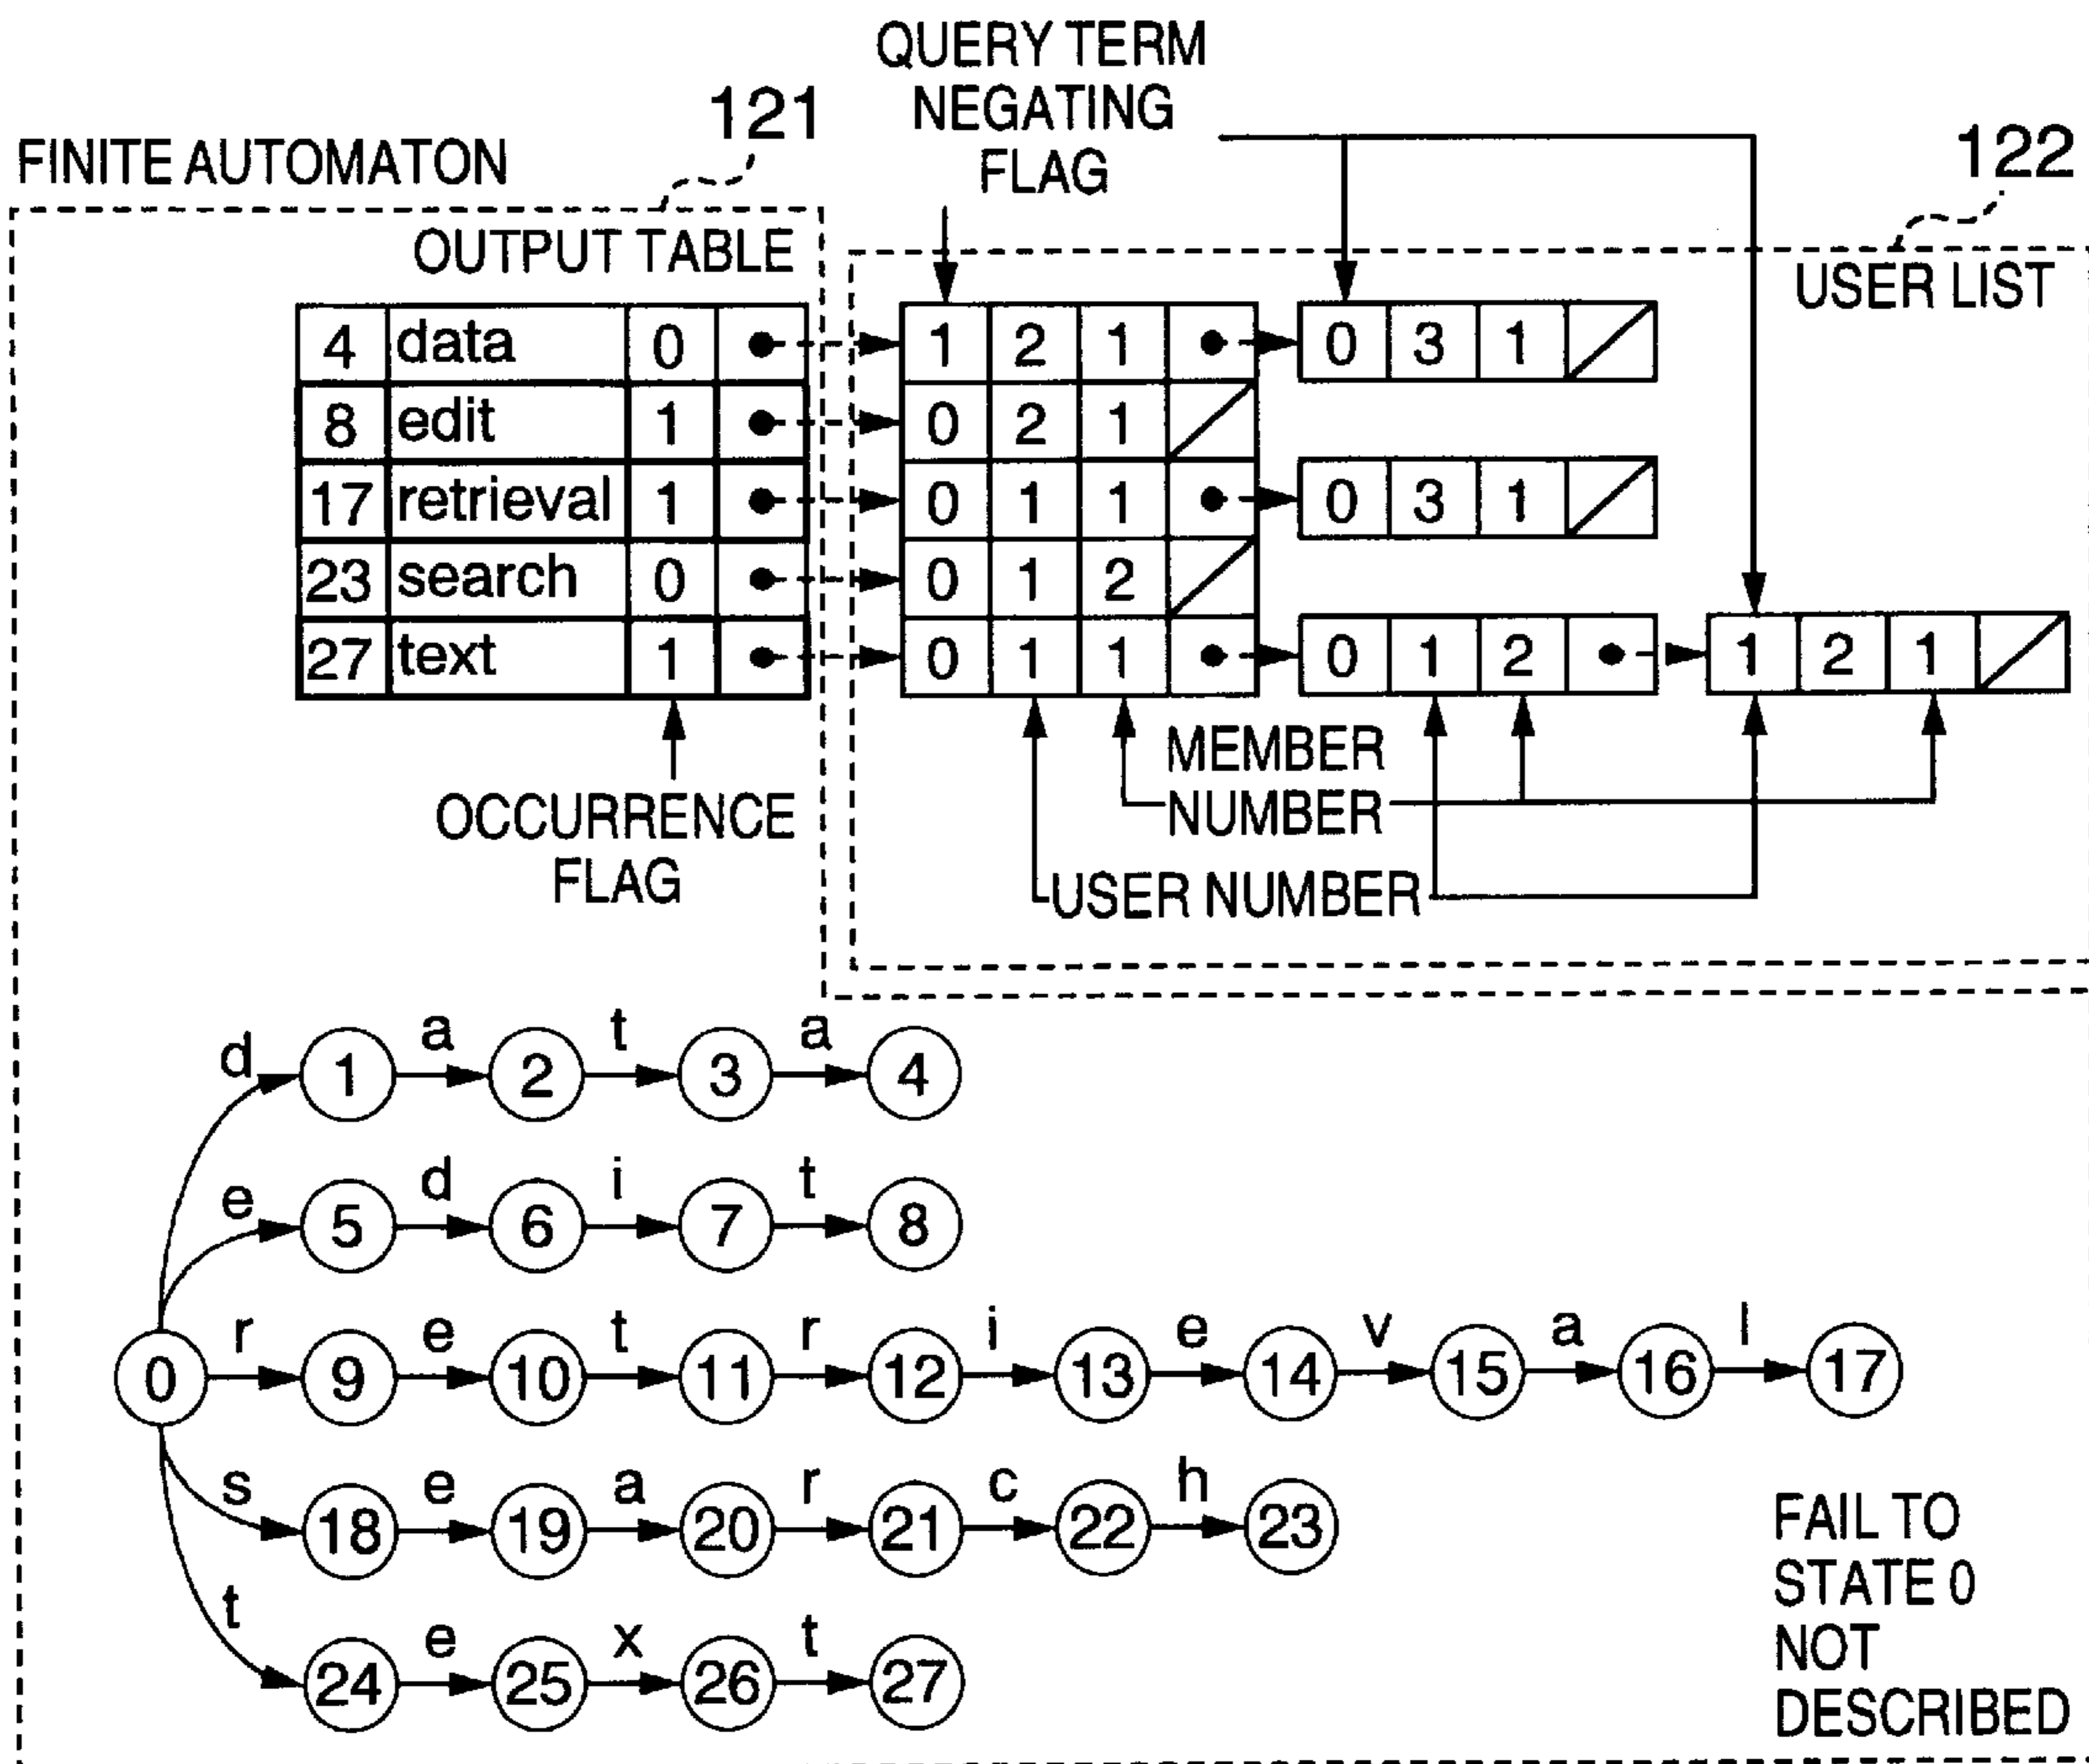 QUERY TERM
NEGATING
FLAG
121
122
FINITE AUTOMATON
OUTPUT TABLE
USER LIST
4 data 0 1 2 1 0 3 1
8 edit 1 0 2 1
17 retrieval 1 0 1 1 0 3 1
23 search 0 0 1 2
27 text 1 0 1 1 0 1 2 1 2 1
MEMBER
NUMBER
OCCURRENCE
FLAG
USER NUMBER
d a t a
1 2 3 4
e d i t
5 6 7 8
r e t r i e v a l
0 9 10 11 12 13 14 15 16 17
s e a r c h
18 19 20 21 22 23
t e x t
24 25 26 27
FAIL TO
STATE 0
NOT
DESCRIBED